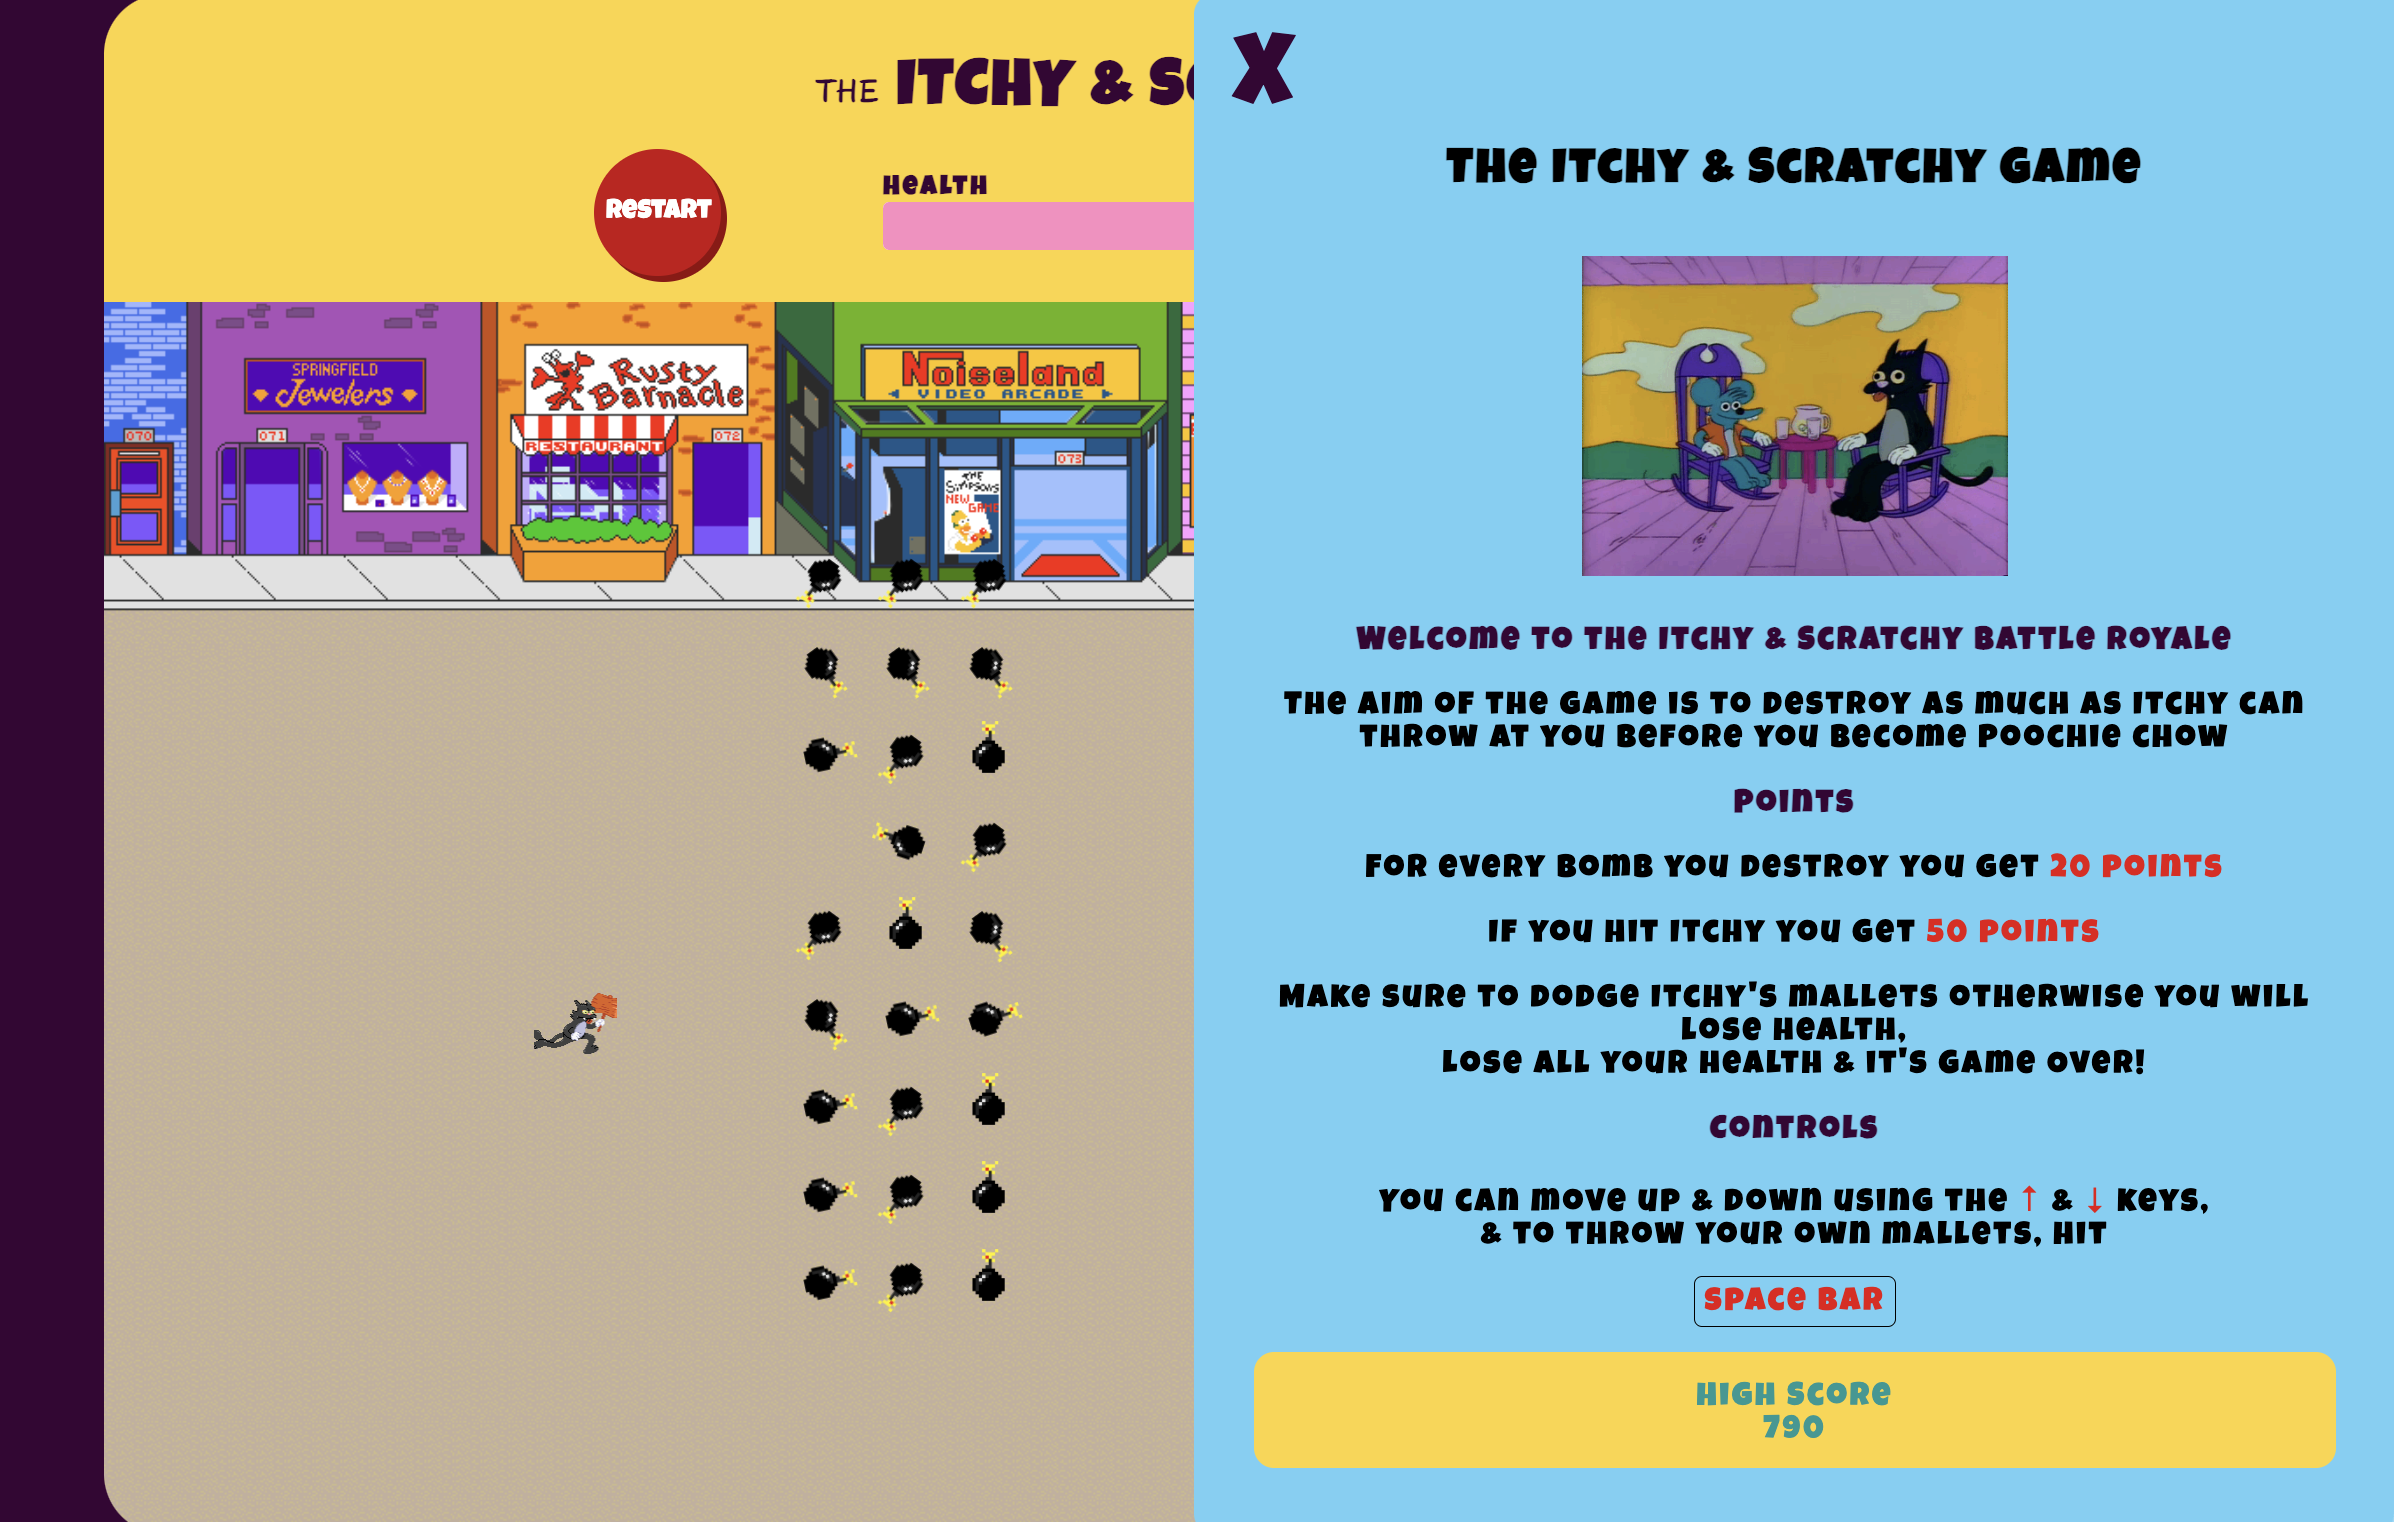 THE ITCHY & SC
RESTART
HEALTH
SPRINGFIELD
Jewelers
Rusty
Barnacle
RESTAURANT
Noiseland
VIDEO ARCADE
070
071
072
073
THE
SIMPSONS
NEW
GAME
X
THE ITCHY & SCRATCHY GAME
WELCOME TO THE ITCHY & SCRATCHY BATTLE ROYALE
THE AIM OF THE GAME IS TO DESTROY AS MUCH AS ITCHY CAN
THROW AT YOU BEFORE YOU BECOME POOCHIE CHOW
POINTS
FOR EVERY BOMB YOU DESTROY YOU GET 20 POINTS
IF YOU HIT ITCHY YOU GET 50 POINTS
MAKE SURE TO DODGE ITCHY'S MALLETS OTHERWISE YOU WILL
LOSE HEALTH,
LOSE ALL YOUR HEALTH & IT'S GAME OVER!
CONTROLS
YOU CAN MOVE UP & DOWN USING THE ↑ & ↓ KEYS,
& TO THROW YOUR OWN MALLETS, HIT
SPACE BAR
HIGH SCORE
790